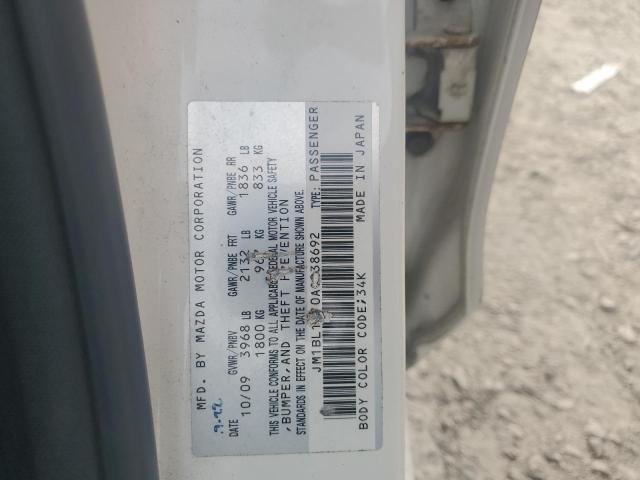 MFD. BY MAZDA MOTOR CORPORATION
DATE GVWR/PNBV GAWR/PNBE FRT GAWR/PNBE RR
10/09 3968 LB 2132 LB 1836 LB
1800 KG KG 833 KG
THIS VEHICLE CONFORMS TO ALL APPLICABLE FEDERAL MOTOR VEHICLE SAFETY
,BUMPER,AND THEFT PREVENTION
STANDARDS IN EFFECT ON THE DATE OF MANUFACTURE SHOWN ABOVE.
TYPE: PASSENGER
BODY COLOR CODE;34K MADE IN JAPAN